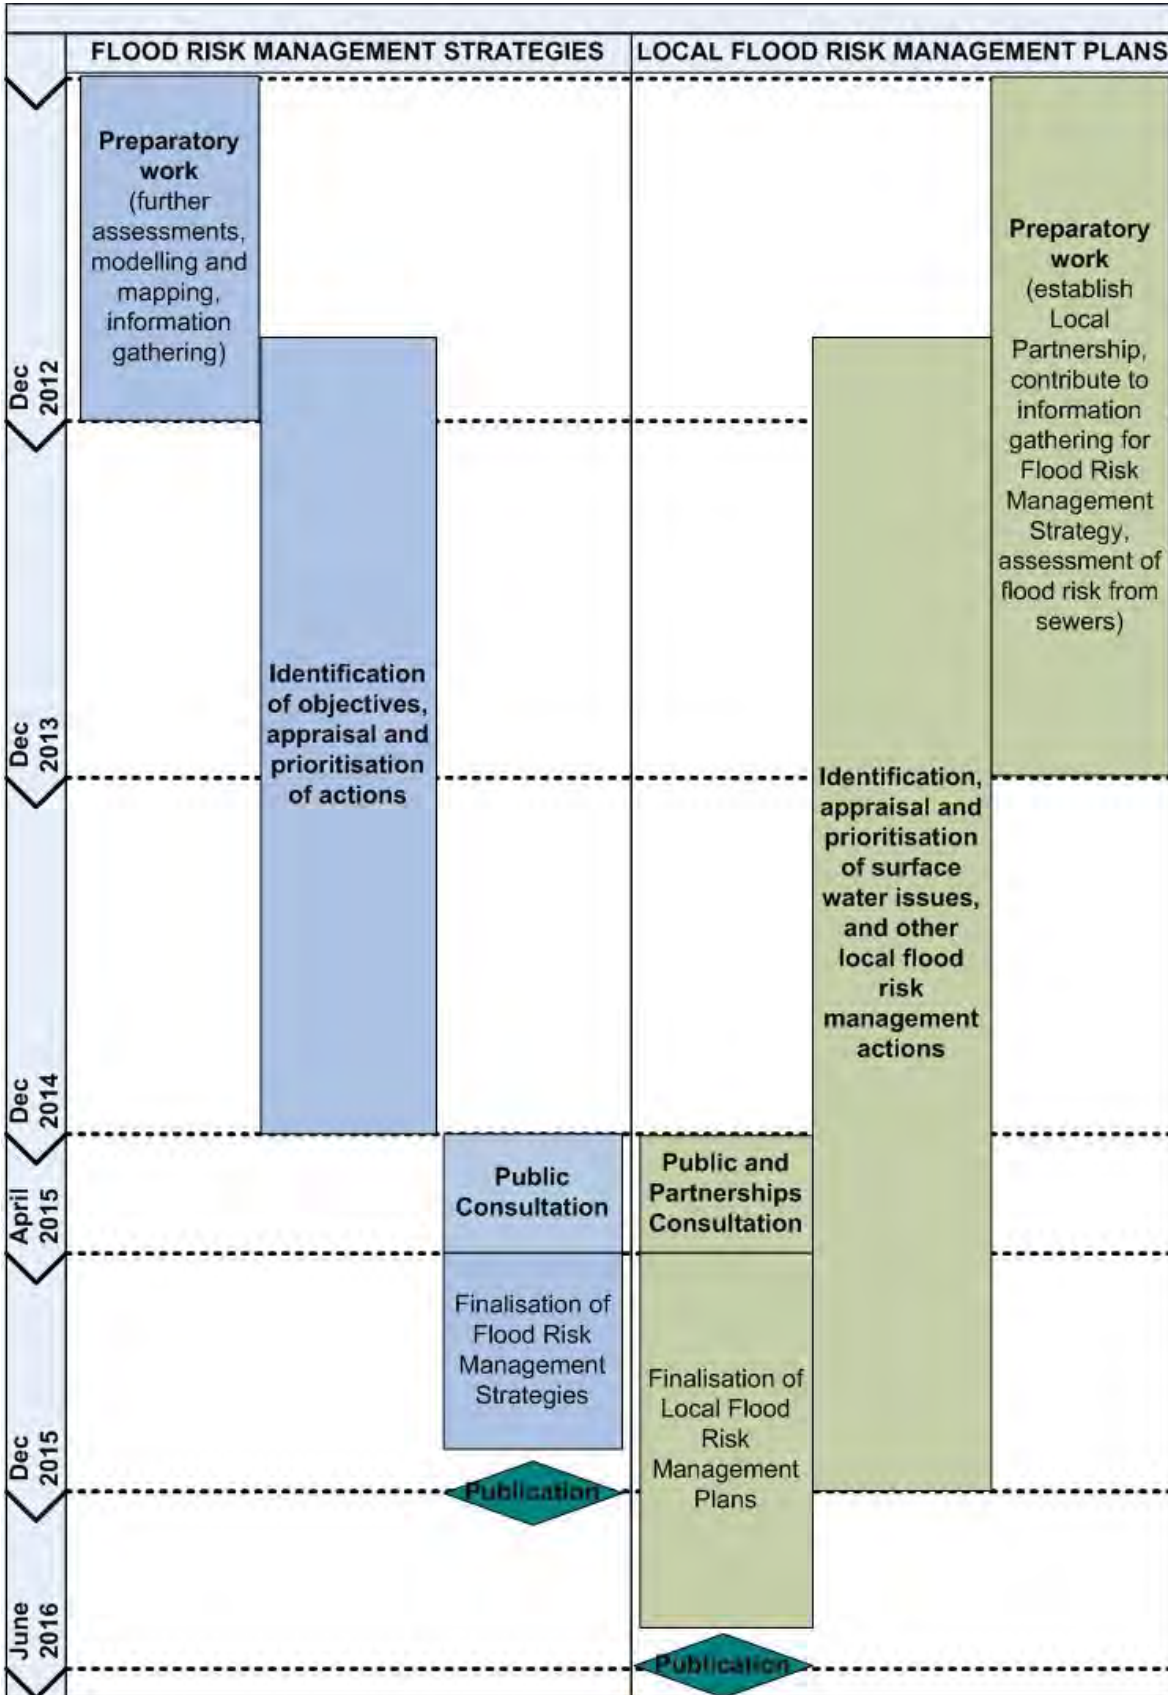 FLOOD RISK MANAGEMENT STRATEGIES
LOCAL FLOOD RISK MANAGEMENT PLANS
Dec
2012
Dec
2013
Dec
2014
April
2015
Dec
2015
June
2016
Preparatory
work
(further
assessments,
modelling and
mapping,
information
gathering)
Identification
of objectives,
appraisal and
prioritisation
of actions
Public
Consultation
Finalisation of
Flood Risk
Management
Strategies
Publication
Public and
Partnerships
Consultation
Finalisation of
Local Flood
Risk
Management
Plans
Publication
Identification,
appraisal and
prioritisation
of surface
water issues,
and other
local flood
risk
management
actions
Preparatory
work
(establish
Local
Partnership,
contribute to
information
gathering for
Flood Risk
Management
Strategy,
assessment of
flood risk from
sewers)